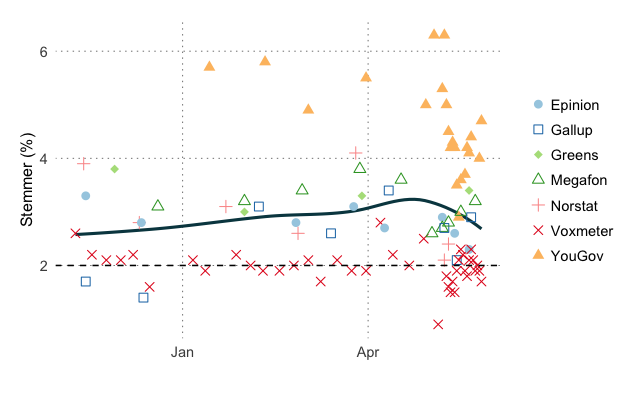 6
4
2
Stemmer (%)
Jan
Apr
Epinion
Gallup
Greens
Megafon
Norstat
Voxmeter
YouGov